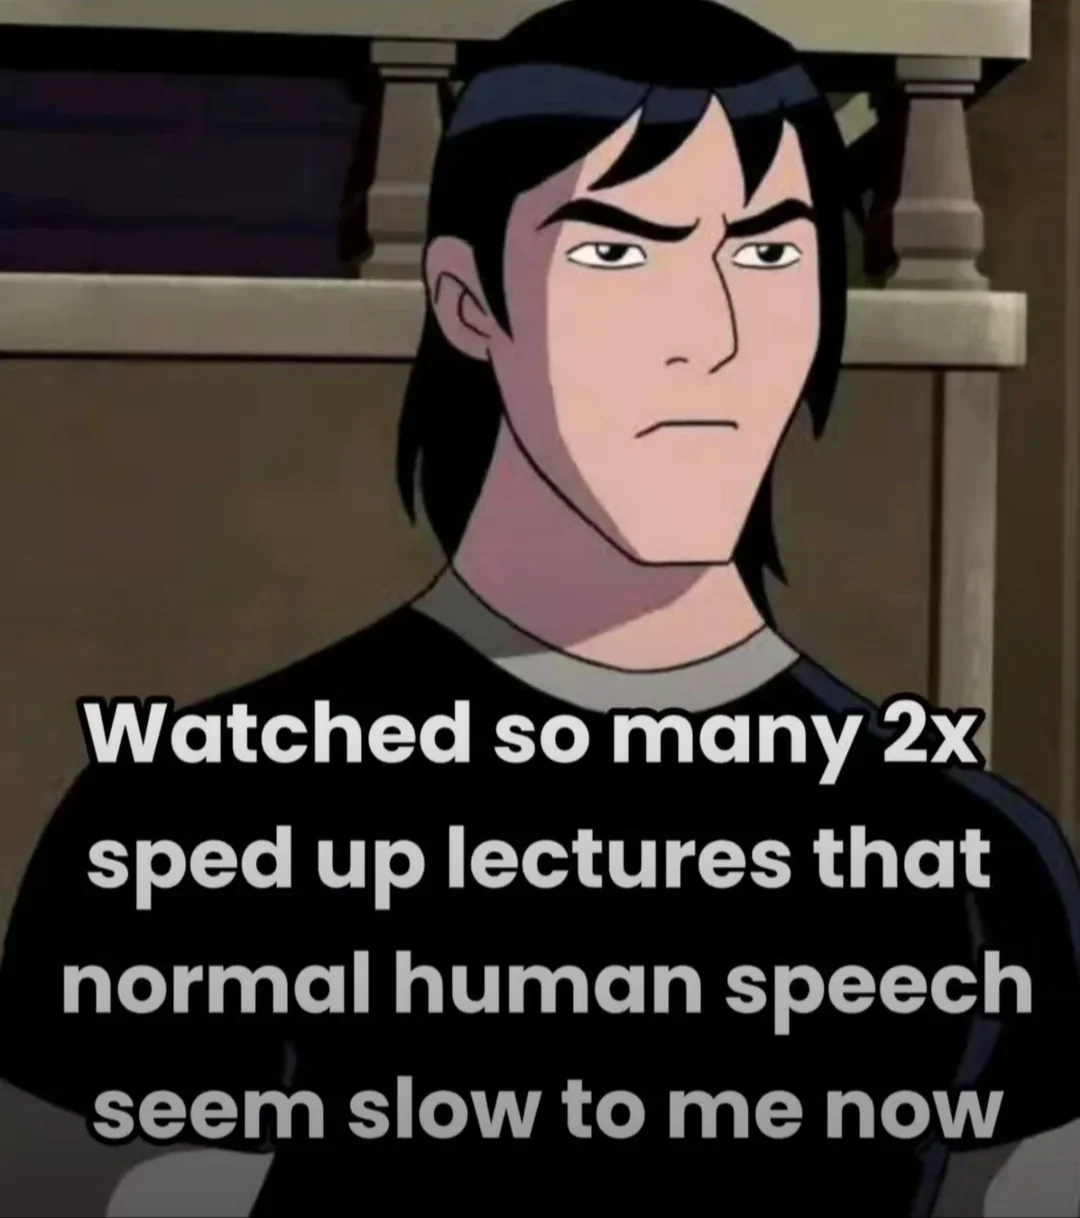 Watched so many 2x
sped up lectures that
normal human speech
seem slow to me now